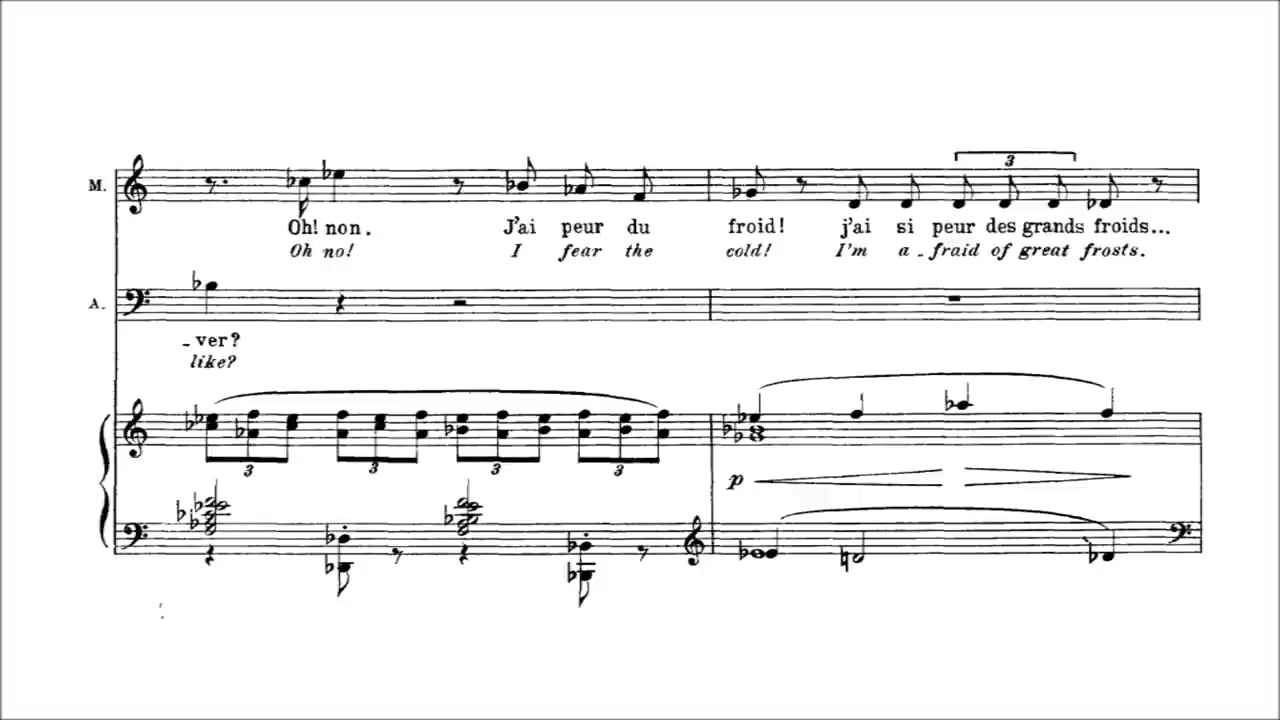 3
M.
Oh! non. J'ai peur du froid! j'ai si peur des grands froids...
Oh no! I fear the cold! I'm a - fraid of great frosts.
A.
- ver?
like?
3 3 3 3
p